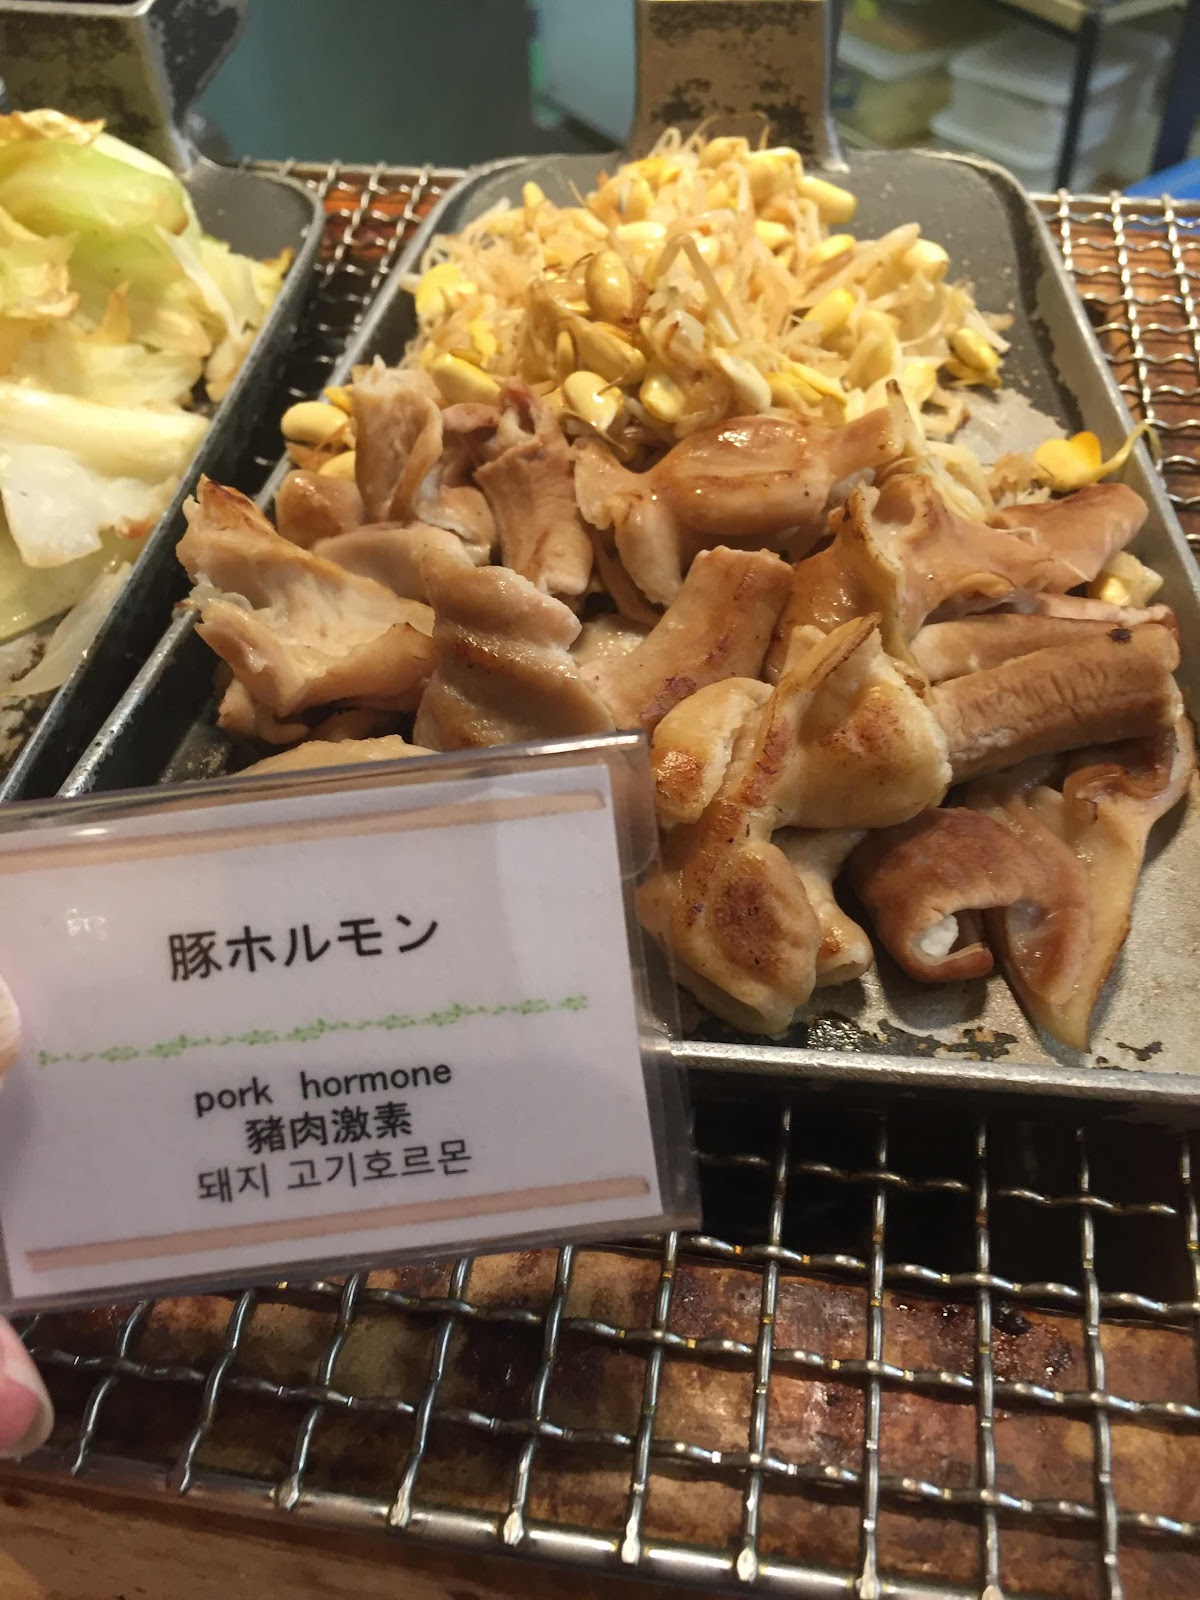 豚ホルモン
pork hormone
豬肉激素
돼지 고기호르몬